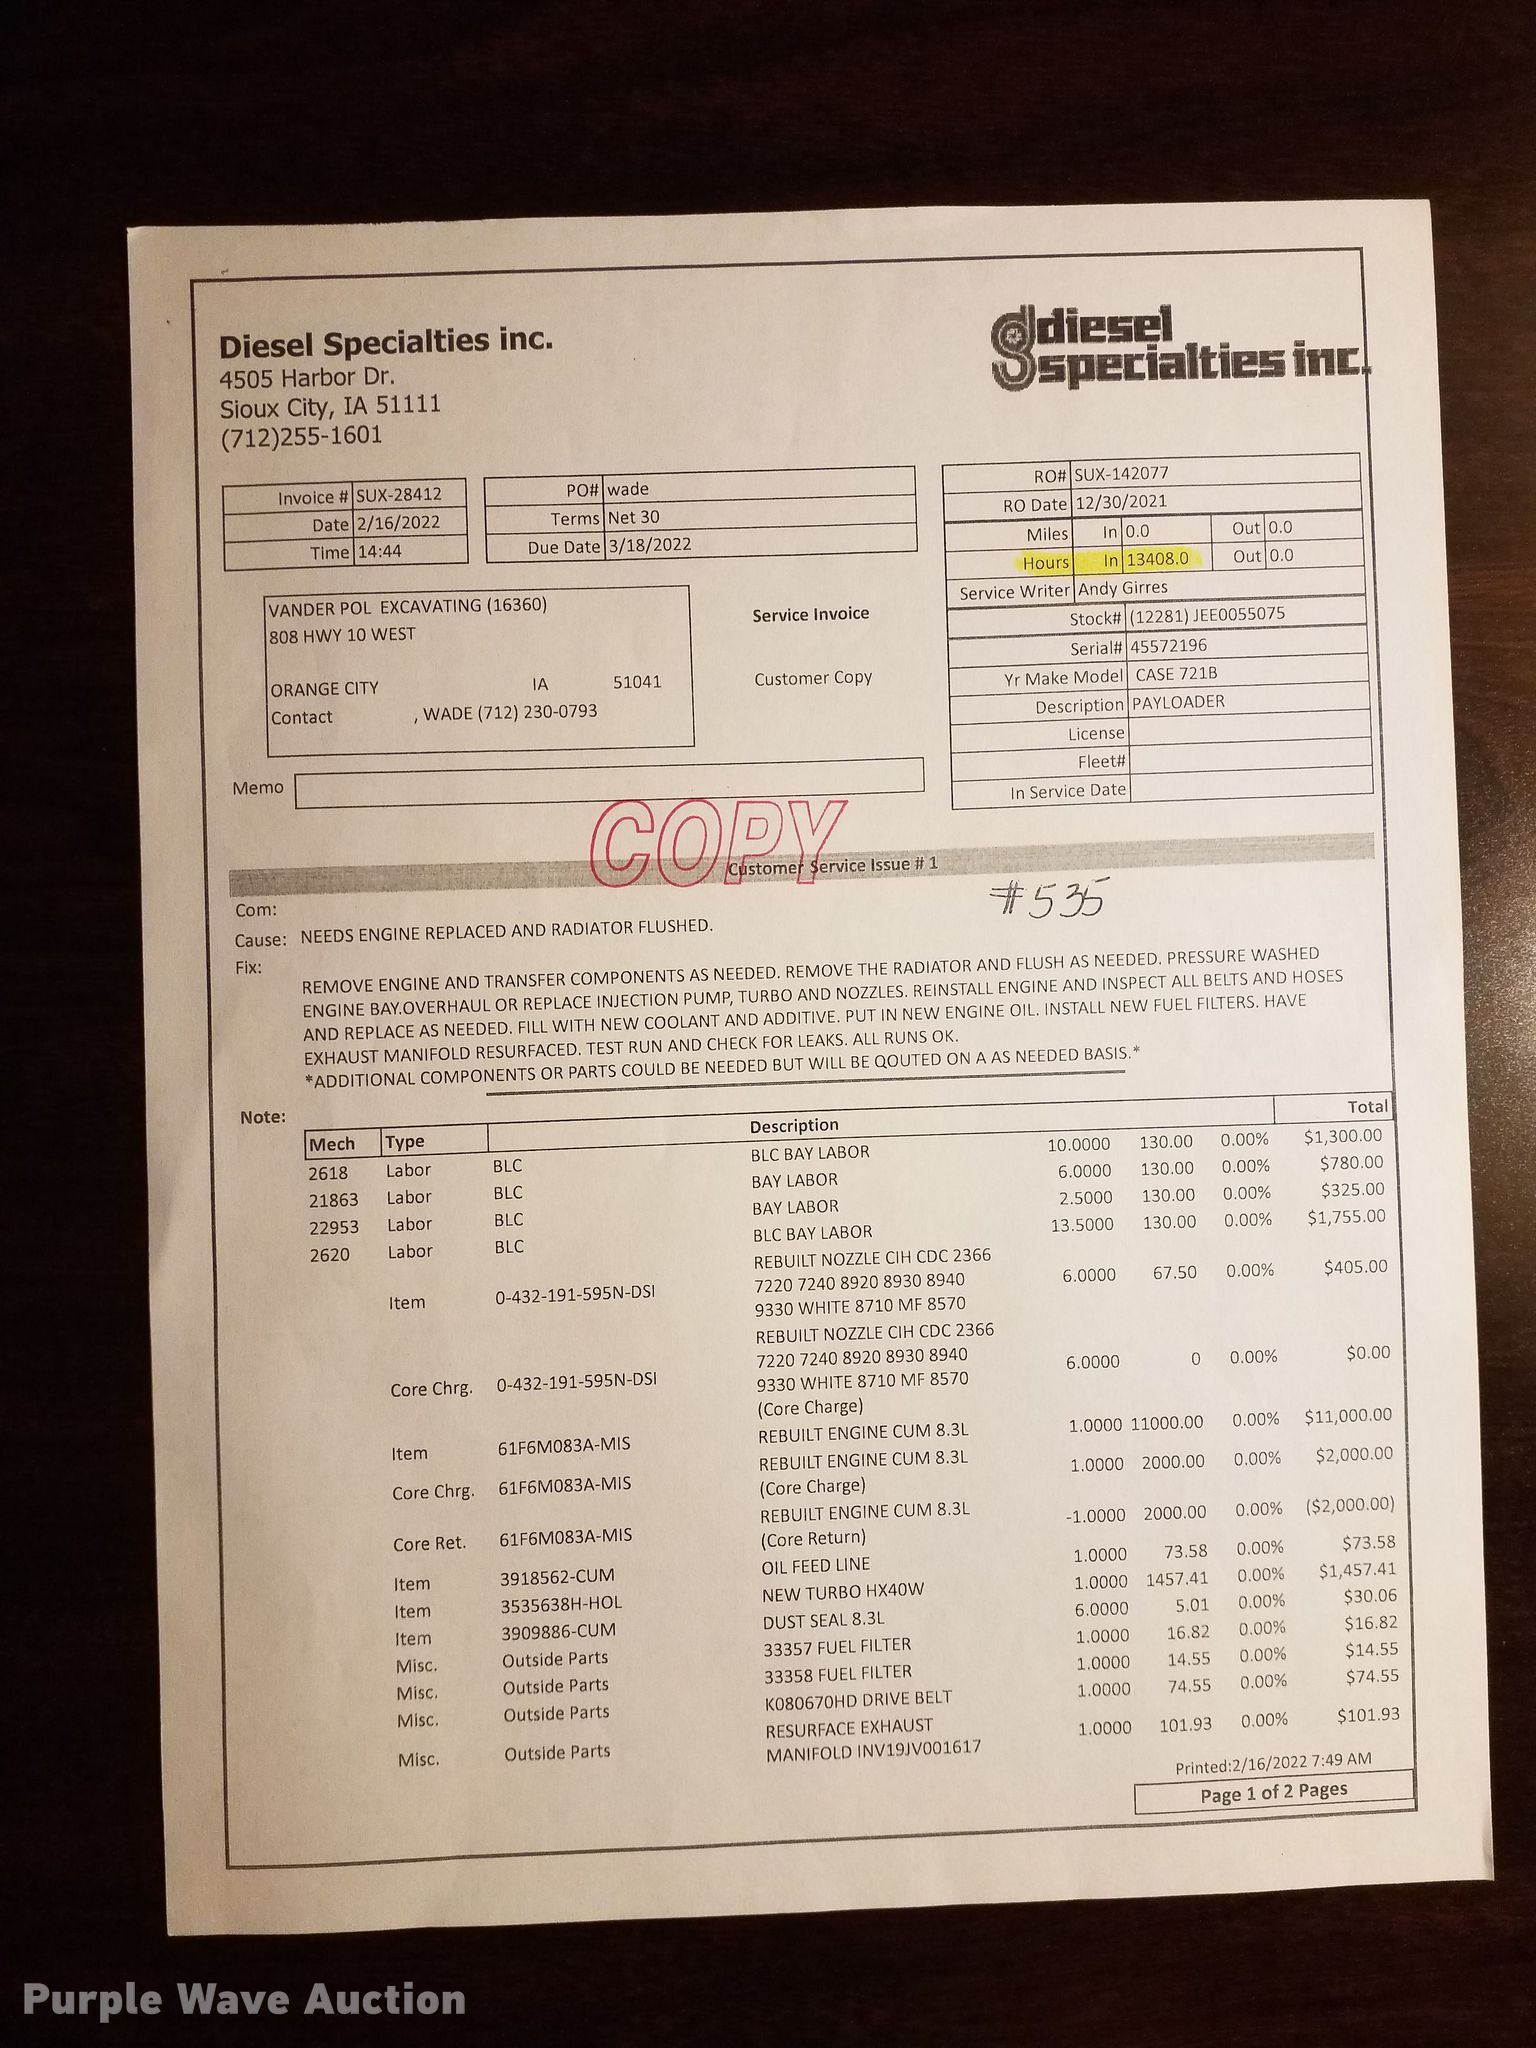 Diesel Specialties inc.
4505 Harbor Dr.
Sioux City, IA 51111
(712)255-1601
diesel
specialties inc.
Invoice # SUX-28412
Date 2/16/2022
Time 14:44
PO# wade
Terms Net 30
Due Date 3/18/2022
RO# SUX-142077
RO Date 12/30/2021
Miles In 0.0 Out 0.0
Hours In 13408.0 Out 0.0
Service Writer Andy Girres
Stock# (12281) JEE0055075
Serial# 45572196
Yr Make Model CASE 721B
Description PAYLOADER
License
Fleet#
In Service Date
VANDER POL EXCAVATING (16360)
808 HWY 10 WEST
ORANGE CITY IA 51041
Contact , WADE (712) 230-0793
Service Invoice
Customer Copy
Memo
COPY
Customer Service Issue # 1
#535
Com:
Cause: NEEDS ENGINE REPLACED AND RADIATOR FLUSHED.
Fix:
REMOVE ENGINE AND TRANSFER COMPONENTS AS NEEDED. REMOVE THE RADIATOR AND FLUSH AS NEEDED. PRESSURE WASHED
ENGINE BAY.OVERHAUL OR REPLACE INJECTION PUMP, TURBO AND NOZZLES. REINSTALL ENGINE AND INSPECT ALL BELTS AND HOSES
AND REPLACE AS NEEDED. FILL WITH NEW COOLANT AND ADDITIVE. PUT IN NEW ENGINE OIL. INSTALL NEW FUEL FILTERS. HAVE
EXHAUST MANIFOLD RESURFACED. TEST RUN AND CHECK FOR LEAKS. ALL RUNS OK.
*ADDITIONAL COMPONENTS OR PARTS COULD BE NEEDED BUT WILL BE QOUTED ON A AS NEEDED BASIS.*
Note:
Mech Type Description Total
2618 Labor BLC BLC BAY LABOR 10.0000 130.00 0.00% $1,300.00
21863 Labor BLC BAY LABOR 6.0000 130.00 0.00% $780.00
22953 Labor BLC BAY LABOR 2.5000 130.00 0.00% $325.00
2620 Labor BLC BLC BAY LABOR 13.5000 130.00 0.00% $1,755.00
REBUILT NOZZLE CIH CDC 2366
Item 0-432-191-595N-DSI 7220 7240 8920 8930 8940 6.0000 67.50 0.00% $405.00
9330 WHITE 8710 MF 8570
REBUILT NOZZLE CIH CDC 2366
7220 7240 8920 8930 8940
Core Chrg. 0-432-191-595N-DSI 9330 WHITE 8710 MF 8570 6.0000 0 0.00% $0.00
(Core Charge)
Item 61F6M083A-MIS REBUILT ENGINE CUM 8.3L 1.0000 11000.00 0.00% $11,000.00
Core Chrg. 61F6M083A-MIS REBUILT ENGINE CUM 8.3L 1.0000 2000.00 0.00% $2,000.00
(Core Charge)
Core Ret. 61F6M083A-MIS REBUILT ENGINE CUM 8.3L -1.0000 2000.00 0.00% ($2,000.00)
(Core Return)
Item 3918562-CUM OIL FEED LINE 1.0000 73.58 0.00% $73.58
Item 3535638H-HOL NEW TURBO HX40W 1.0000 1457.41 0.00% $1,457.41
Item 3909886-CUM DUST SEAL 8.3L 6.0000 5.01 0.00% $30.06
Misc. Outside Parts 33357 FUEL FILTER 1.0000 16.82 0.00% $16.82
Misc. Outside Parts 33358 FUEL FILTER 1.0000 14.55 0.00% $14.55
Misc. Outside Parts K080670HD DRIVE BELT 1.0000 74.55 0.00% $74.55
Misc. Outside Parts RESURFACE EXHAUST 1.0000 101.93 0.00% $101.93
MANIFOLD INV19JV001617
Printed:2/16/2022 7:49 AM
Page 1 of 2 Pages
Purple Wave Auction